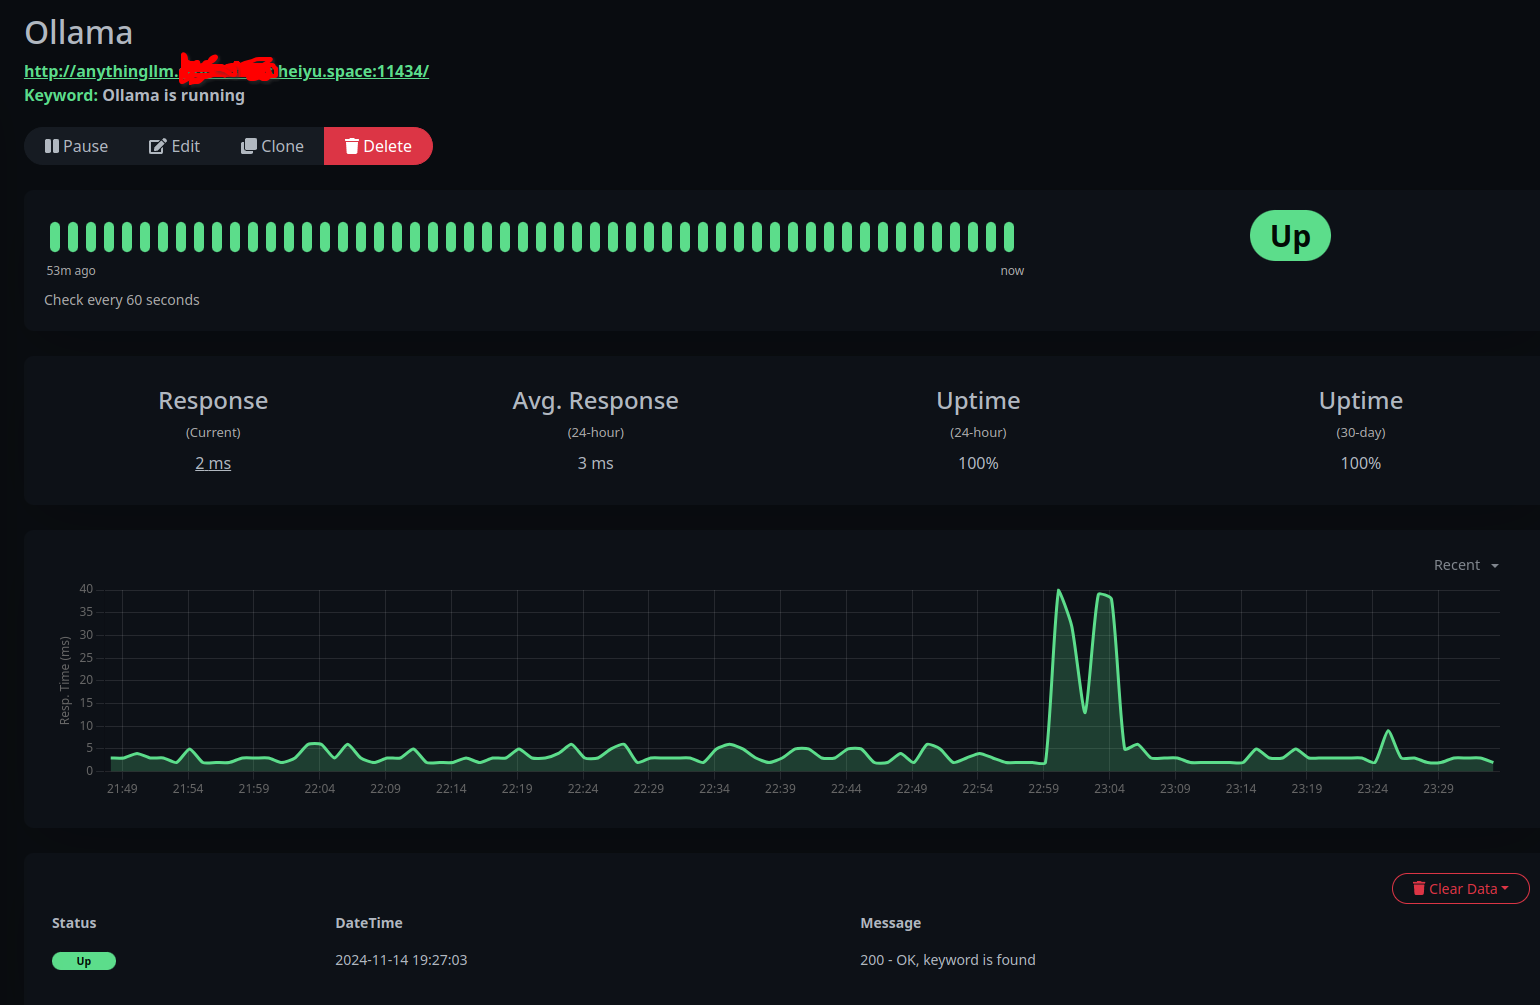 Ollama
http://anythingllm. heiyu.space:11434/
Keyword: Ollama is running
Pause Edit Clone Delete
Up
53m ago now
Check every 60 seconds
Response Avg. Response Uptime Uptime
(Current) (24-hour) (24-hour) (30-day)
2 ms 3 ms 100% 100%
Recent
Resp. Time (ms)
40
35
30
25
20
15
10
5
0
21:49 21:54 21:59 22:04 22:09 22:14 22:19 22:24 22:29 22:34 22:39 22:44 22:49 22:54 22:59 23:04 23:09 23:14 23:19 23:24 23:29
Clear Data
Status DateTime Message
Up 2024-11-14 19:27:03 200 - OK, keyword is found